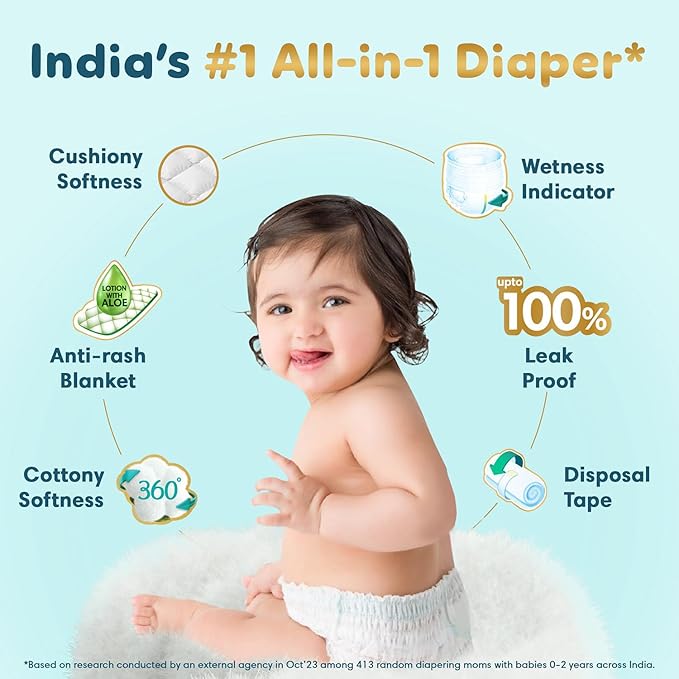 India's #1 All-in-1 Diaper*
Cushiony
Softness
Wetness
Indicator
LOTION
WITH
ALOE
Anti-rash
Blanket
upto
100%
Leak
Proof
Cottony
Softness
360°
Disposal
Tape
*Based on research conducted by an external agency in Oct'23 among 413 random diapering moms with babies 0-2 years across India.